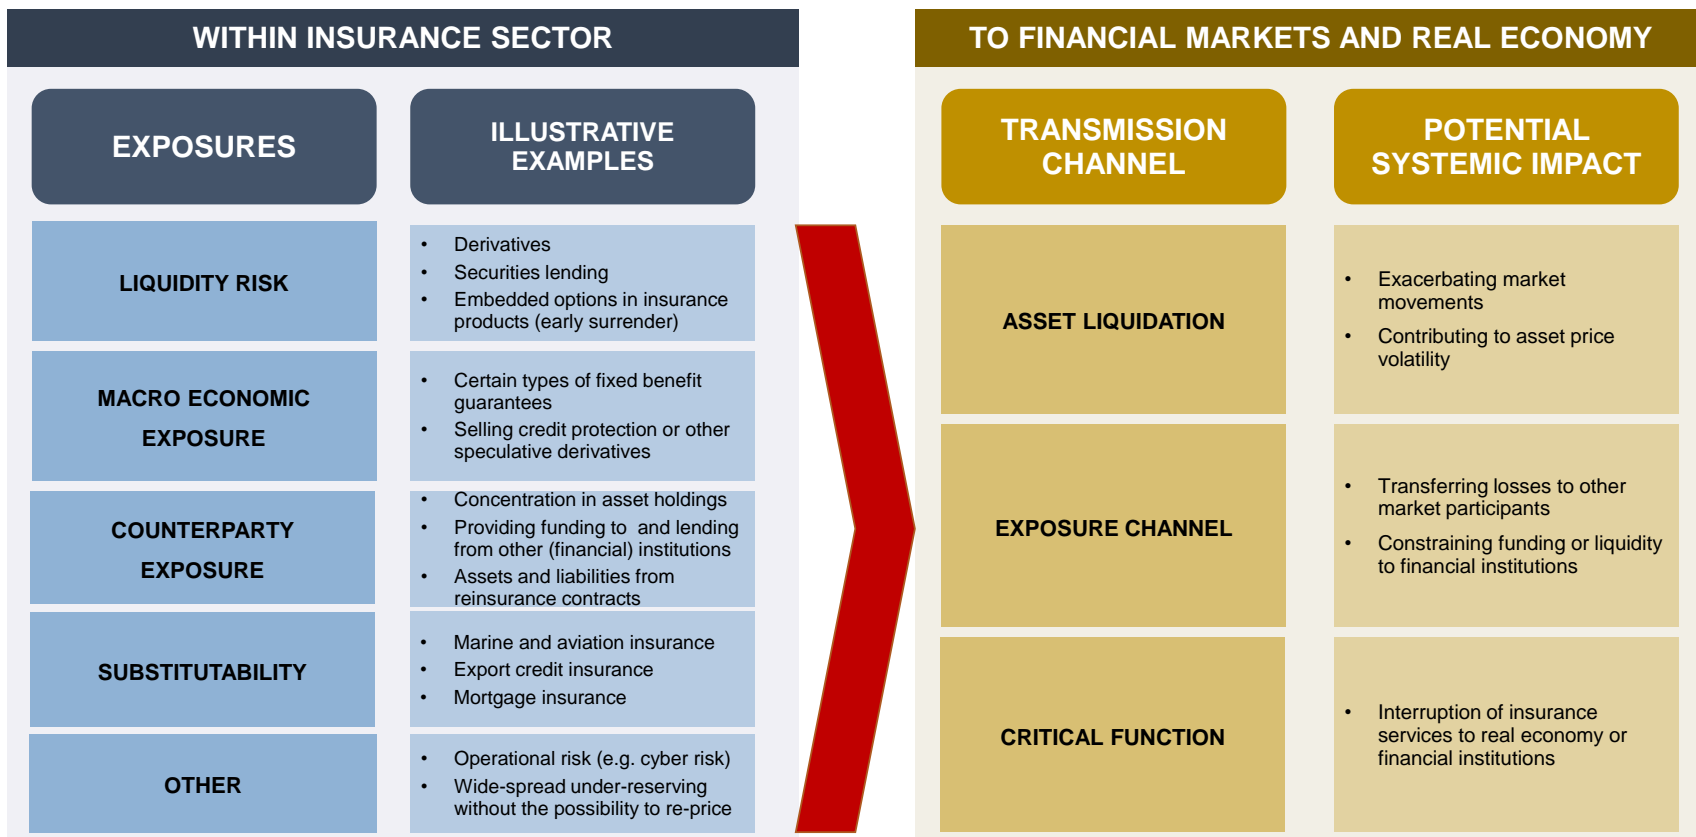 WITHIN INSURANCE SECTOR
EXPOSURES
ILLUSTRATIVE
EXAMPLES
LIQUIDITY RISK
• Derivatives
• Securities lending
• Embedded options in insurance
products (early surrender)
MACRO ECONOMIC
EXPOSURE
• Certain types of fixed benefit
guarantees
• Selling credit protection or other
speculative derivatives
COUNTERPARTY
EXPOSURE
• Concentration in asset holdings
• Providing funding to and lending
from other (financial) institutions
• Assets and liabilities from
reinsurance contracts
SUBSTITUTABILITY
• Marine and aviation insurance
• Export credit insurance
• Mortgage insurance
OTHER
• Operational risk (e.g. cyber risk)
• Wide-spread under-reserving
without the possibility to re-price
TO FINANCIAL MARKETS AND REAL ECONOMY
TRANSMISSION
CHANNEL
POTENTIAL
SYSTEMIC IMPACT
ASSET LIQUIDATION
• Exacerbating market
movements
• Contributing to asset price
volatility
EXPOSURE CHANNEL
• Transferring losses to other
market participants
• Constraining funding or liquidity
to financial institutions
CRITICAL FUNCTION
• Interruption of insurance
services to real economy or
financial institutions